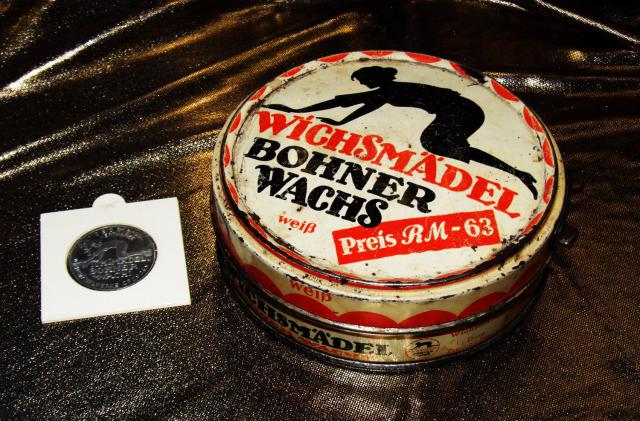 WICHSMÄDEL
BOHNER
WACHS
weiß
Preis RM-63
weiß
WICHSMÄDEL